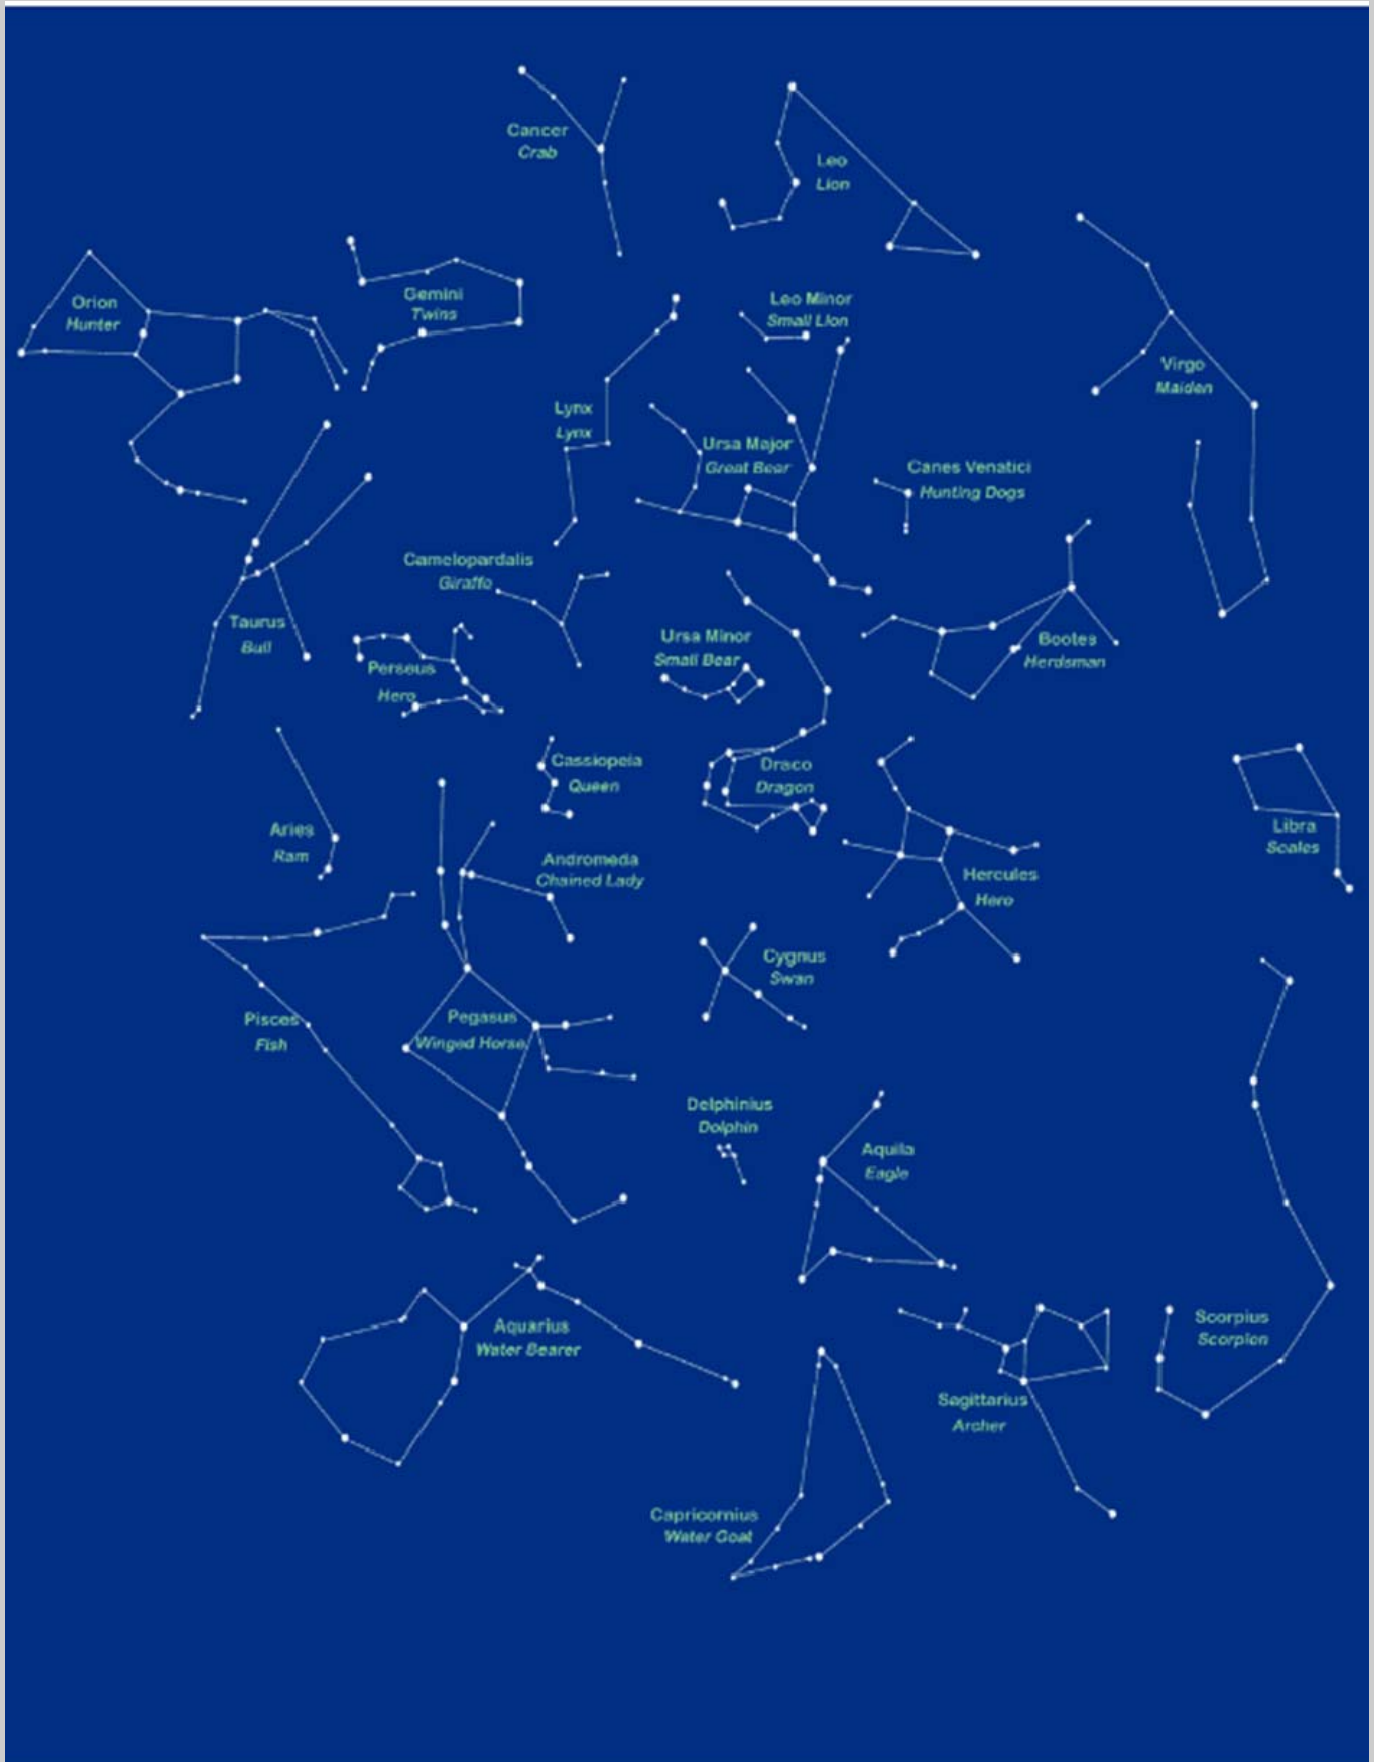 Cancer
Crab
Leo
Lion
Orion
Hunter
Gemini
Twins
Leo Minor
Small Lion
Virgo
Maiden
Lynx
Lynx
Ursa Major
Great Bear
Canes Venatici
Hunting Dogs
Camelopardalis
Giraffe
Taurus
Bull
Perseus
Hero
Ursa Minor
Small Bear
Bootes
Herdsman
Cassiopeia
Queen
Draco
Dragon
Aries
Ram
Libra
Scales
Andromeda
Chained Lady
Hercules
Hero
Cygnus
Swan
Pisces
Fish
Pegasus
Winged Horse
Delphinius
Dolphin
Aquila
Eagle
Aquarius
Water Bearer
Scorpius
Scorpion
Sagittarius
Archer
Capricornius
Water Goat